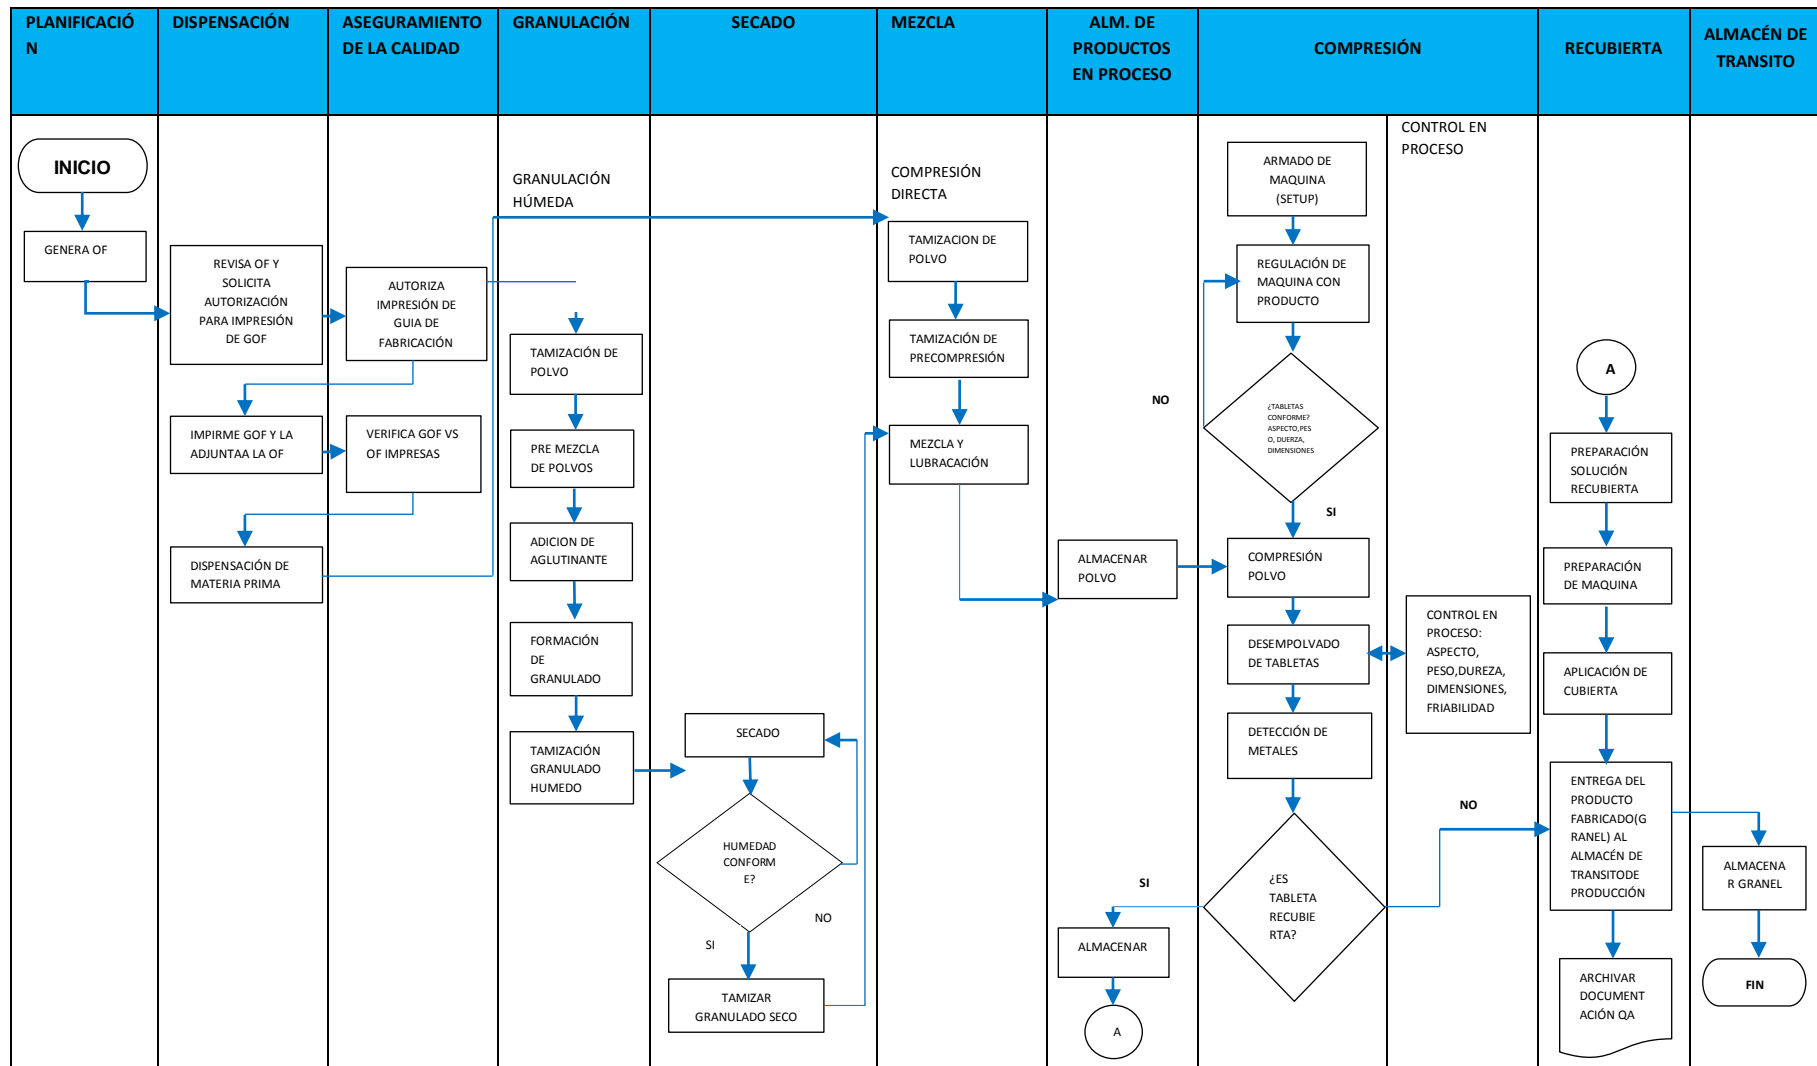 PLANIFICACIÓ
N
DISPENSACIÓN
ASEGURAMIENTO
DE LA CALIDAD
GRANULACIÓN
SECADO
MEZCLA
ALM. DE
PRODUCTOS
EN PROCESO
COMPRESIÓN
RECUBIERTA
ALMACÉN DE
TRANSITO
INICIO
GENERA OF
REVISA OF Y
SOLICITA
AUTORIZACIÓN
PARA IMPRESIÓN
DE GOF
IMPIRME GOF Y LA
ADJUNTAA LA OF
DISPENSACIÓN DE
MATERIA PRIMA
AUTORIZA
IMPRESIÓN DE
GUIA DE
FABRICACIÓN
VERIFICA GOF VS
OF IMPRESAS
GRANULACIÓN
HÚMEDA
TAMIZACIÓN DE
POLVO
PRE MEZCLA
DE POLVOS
ADICION DE
AGLUTINANTE
FORMACIÓN
DE
GRANULADO
TAMIZACIÓN
GRANULADO
HUMEDO
SECADO
HUMEDAD
CONFORM
E?
NO
SI
TAMIZAR
GRANULADO SECO
COMPRESIÓN
DIRECTA
TAMIZACION DE
POLVO
TAMIZACIÓN DE
PRECOMPRESIÓN
MEZCLA Y
LUBRACACIÓN
ALMACENAR
POLVO
NO
SI
ALMACENAR
A
ARMADO DE
MAQUINA
(SETUP)
REGULACIÓN DE
MAQUINA CON
PRODUCTO
¿TABLETAS
CONFORME?
ASPECTO,PES
O, DUERZA,
DIMENSIONES
SI
COMPRESIÓN
POLVO
DESEMPOLVADO
DE TABLETAS
DETECCIÓN DE
METALES
¿ES
TABLETA
RECUBIE
RTA?
CONTROL EN
PROCESO
CONTROL EN
PROCESO:
ASPECTO,
PESO,DUREZA,
DIMENSIONES,
FRIABILIDAD
NO
A
PREPARACIÓN
SOLUCIÓN
RECUBIERTA
PREPARACIÓN
DE MAQUINA
APLICACIÓN DE
CUBIERTA
ENTREGA DEL
PRODUCTO
FABRICADO(G
RANEL) AL
ALMACÉN DE
TRANSITODE
PRODUCCIÓN
ARCHIVAR
DOCUMENT
ACIÓN QA
ALMACENA
R GRANEL
FIN